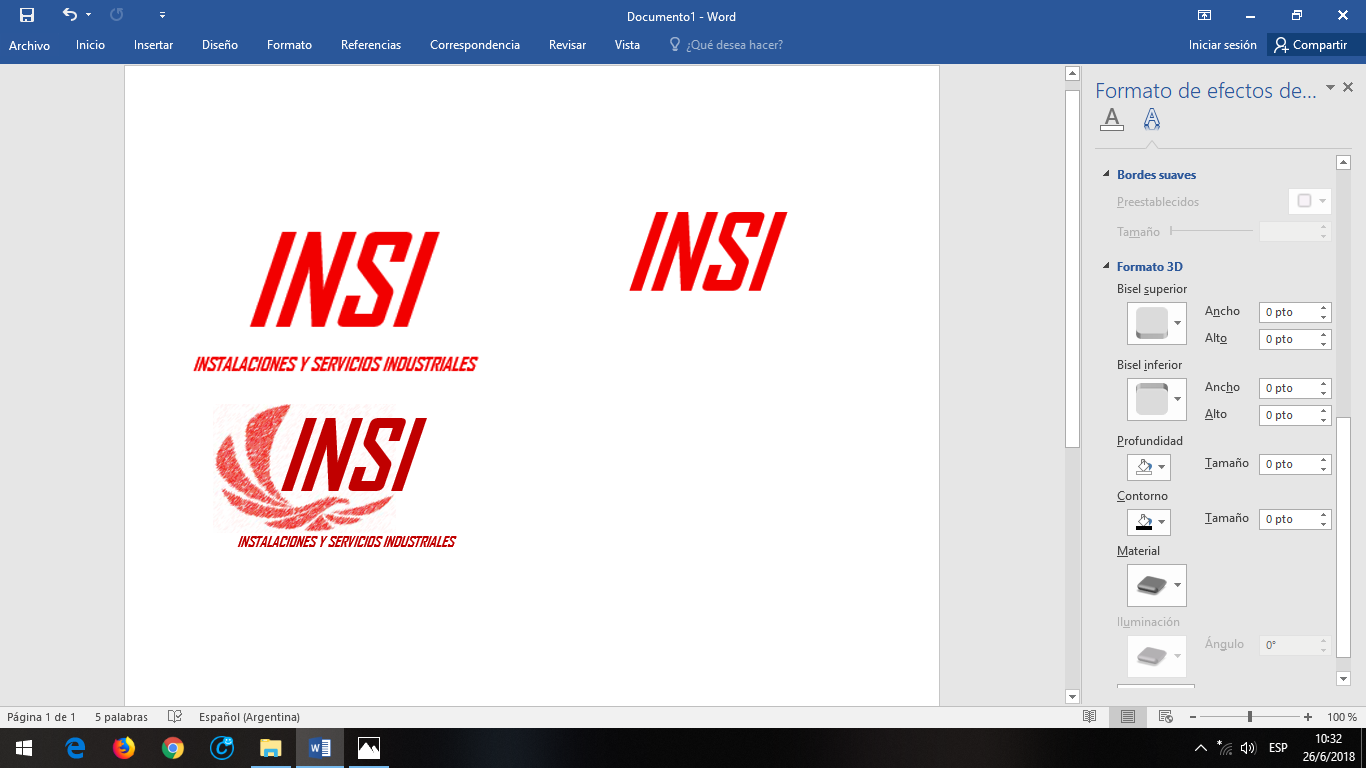 Documento1 - Word
Archivo Inicio Insertar Diseño Formato Referencias Correspondencia Revisar Vista ¿Qué desea hacer? Iniciar sesión Compartir
INSI
INSTALACIONES Y SERVICIOS INDUSTRIALES
INSI
INSTALACIONES Y SERVICIOS INDUSTRIALES
INSI
Formato de efectos de...
A A
Bordes suaves
Preestablecidos
Tamaño
Formato 3D
Bisel superior
Ancho 0 pto
Alto 0 pto
Bisel inferior
Ancho 0 pto
Alto 0 pto
Profundidad
Tamaño 0 pto
Contorno
Tamaño 0 pto
Material
Iluminación
Ángulo 0°
Página 1 de 1 5 palabras Español (Argentina) 100 %
10:32
ESP
26/6/2018